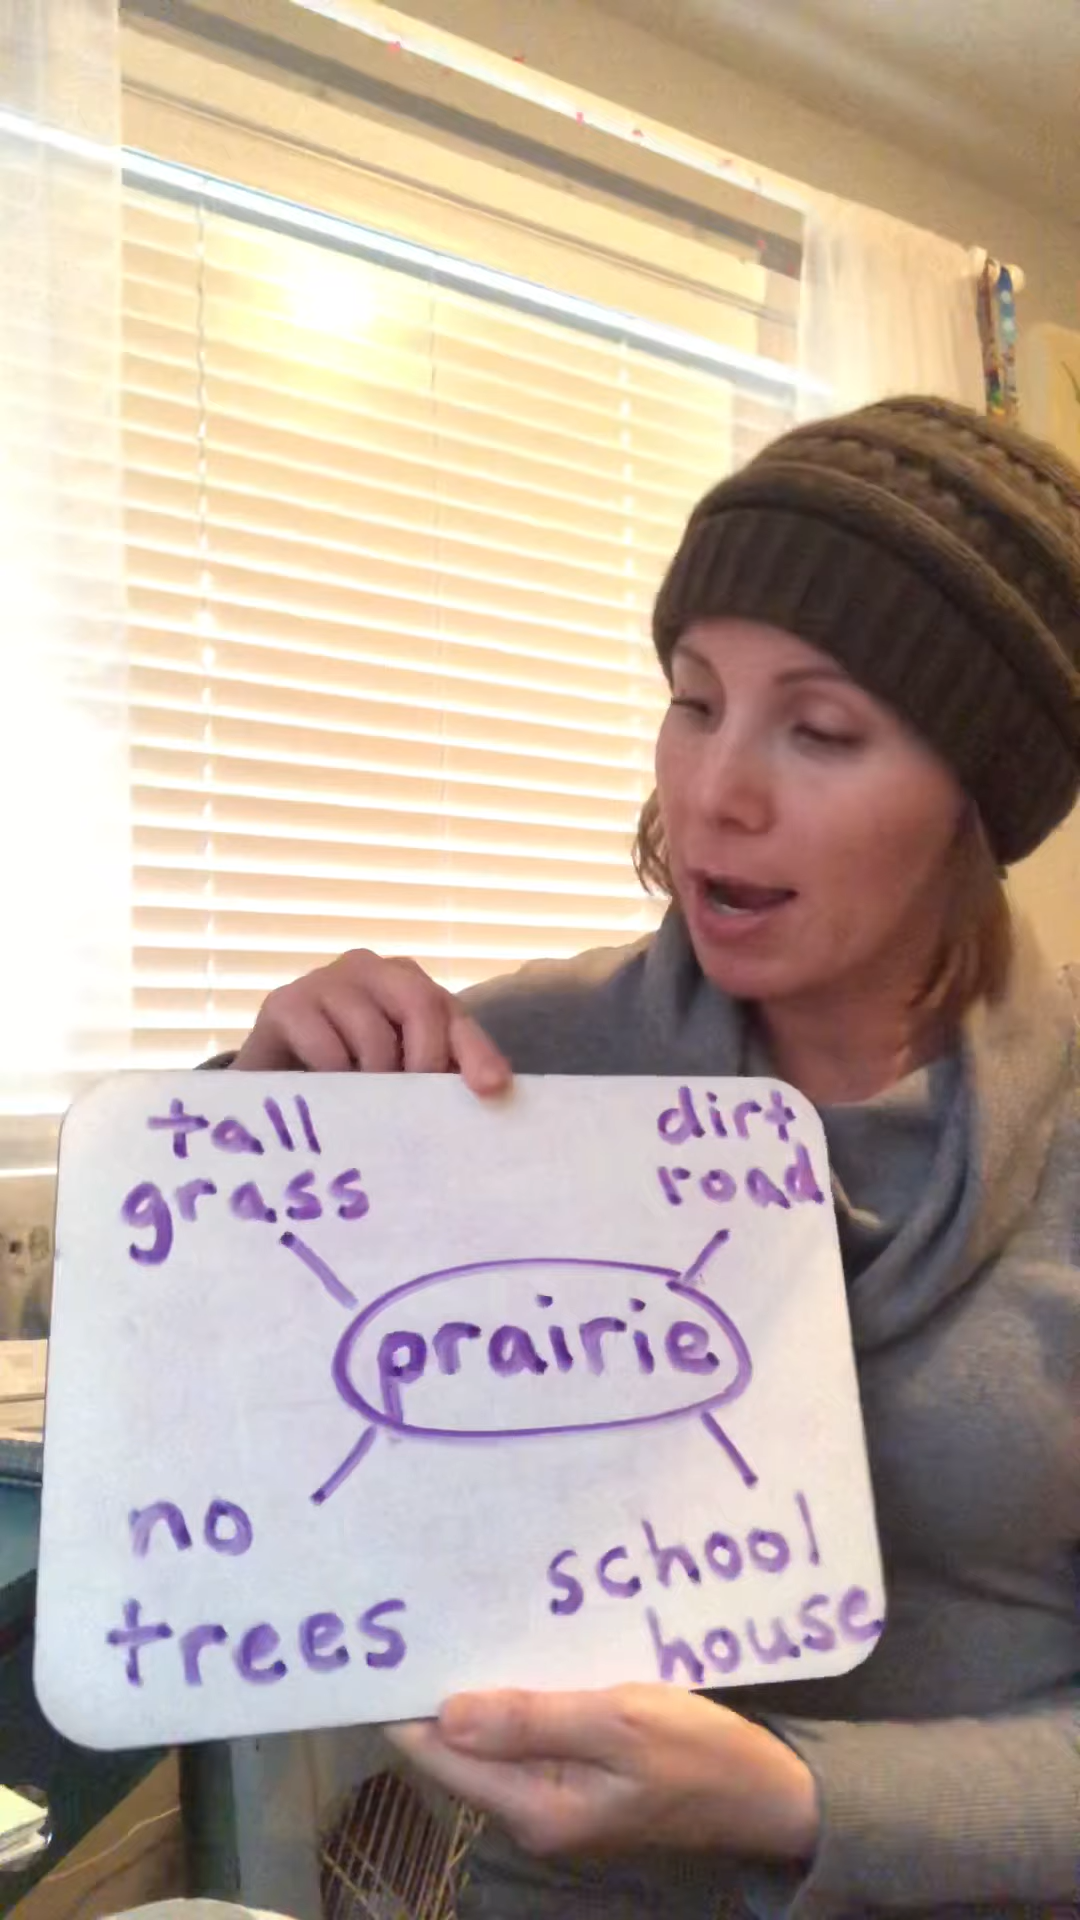 tall
grass
dirt
road
prairie
no
trees
school
house